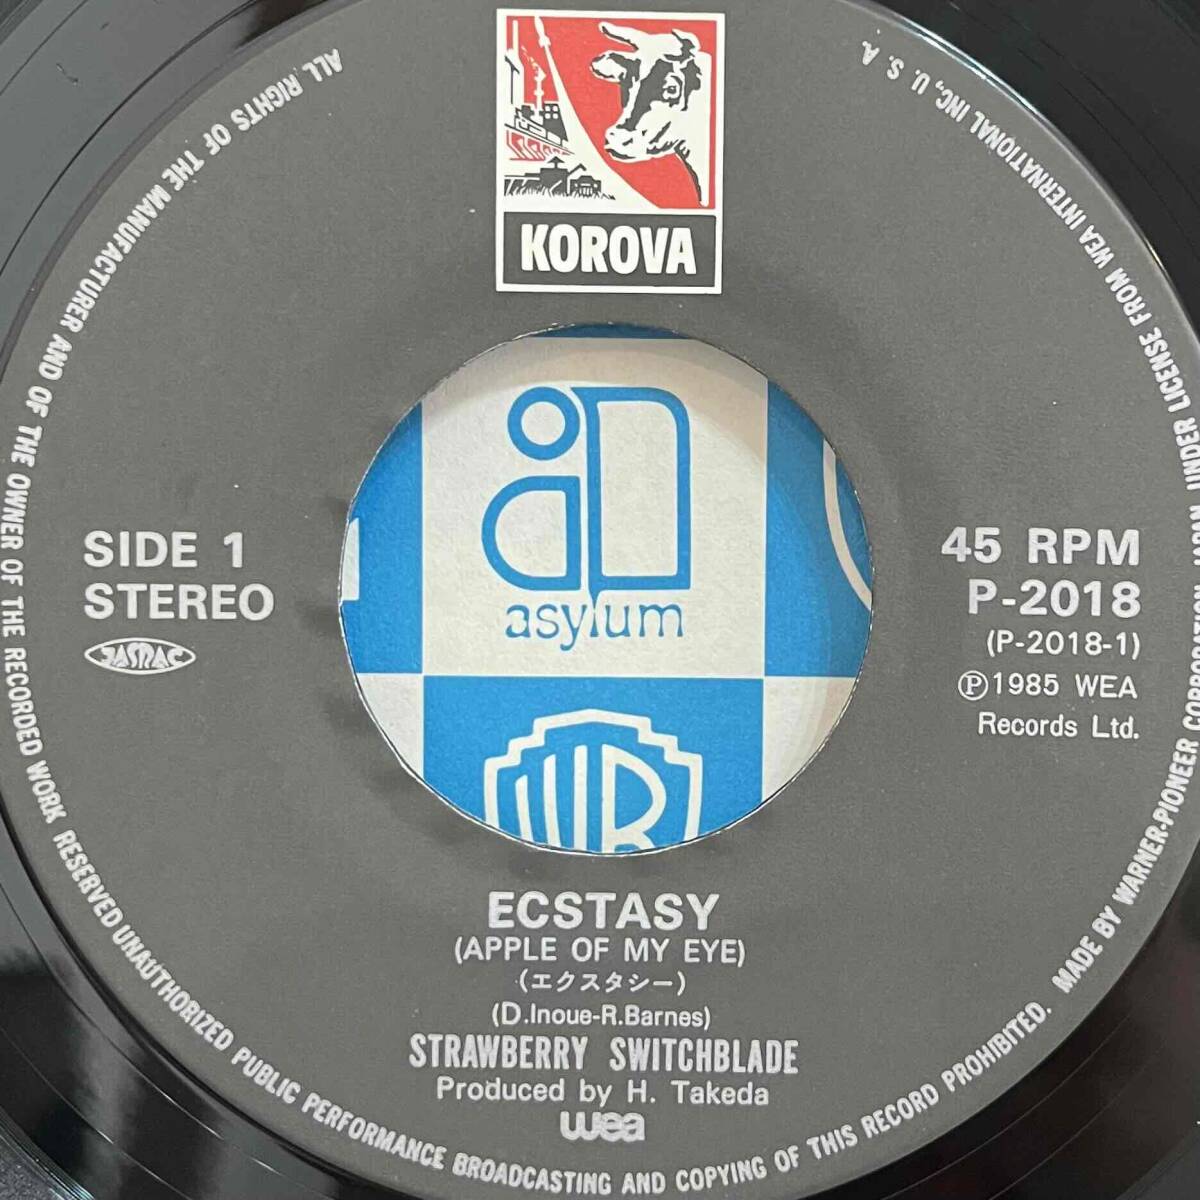 KOROVA
asylum
WB
SIDE 1
STEREO
JASRAC
45 RPM
P-2018
(P-2018-1)
Ⓟ1985 WEA
Records Ltd.
ECSTASY
(APPLE OF MY EYE)
(エクスタシー)
(D.Inoue-R.Barnes)
STRAWBERRY SWITCHBLADE
Produced by H. Takeda
wea
ALL RIGHTS OF THE MANUFACTURER AND OF THE OWNER OF THE RECORDED WORK RESERVED UNAUTHORIZED PUBLIC PERFORMANCE BROADCASTING AND COPYING OF THIS RECORD PROHIBITED. MADE BY WARNER-PIONEER CORPORATION UNDER LICENSE FROM WEA INTERNATIONAL INC., U. S. A